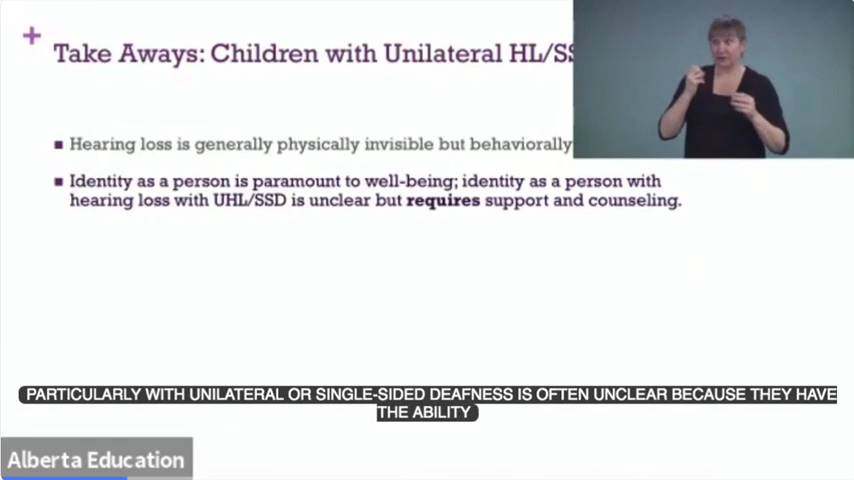 +
Take Aways: Children with Unilateral HL/SS
■ Hearing loss is generally physically invisible but behaviorally
■ Identity as a person is paramount to well-being; identity as a person with
hearing loss with UHL/SSD is unclear but requires support and counseling.
PARTICULARLY WITH UNILATERAL OR SINGLE-SIDED DEAFNESS IS OFTEN UNCLEAR BECAUSE THEY HAVE
THE ABILITY
Alberta Education